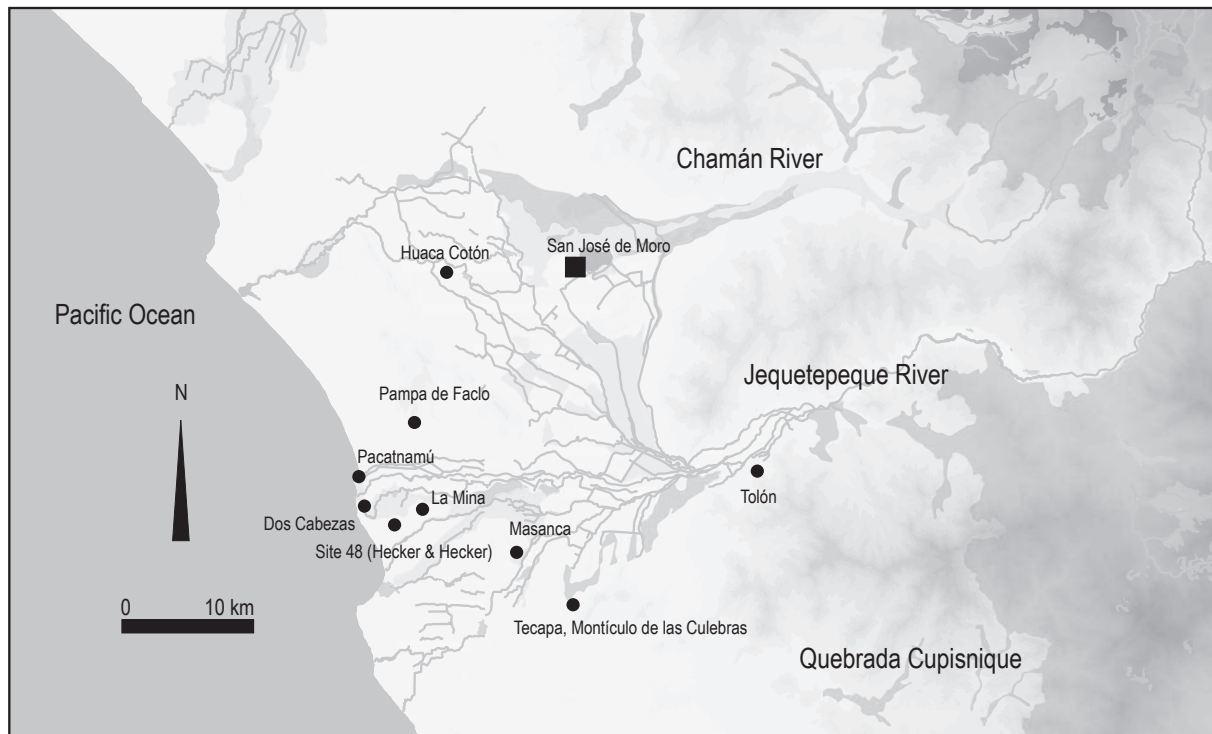 Chamán River
San José de Moro
Huaca Cotón
Pacific Ocean
Jequetepeque River
N
Pampa de Faclo
Pacatnamú
La Mina
Tolón
Dos Cabezas
Masanca
Site 48 (Hecker & Hecker)
0 10 km
Tecapa, Montículo de las Culebras
Quebrada Cupisnique